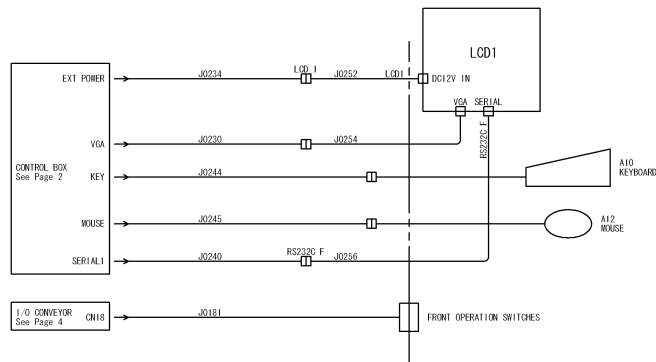 LCD1
EXT POWER
J0234
LCD 1
J0252
LCD1
DC12V IN
VGA SERIAL
RS232C F
VGA
J0230
J0254
CONTROL BOX
See Page 2
KEY
J0244
A10
KEYBOARD
MOUSE
J0245
A12
MOUSE
SERIAL1
J0240
RS232C F
J0256
I/O CONVEYOR
See Page 4
CN18
J0181
FRONT OPERATION SWITCHES